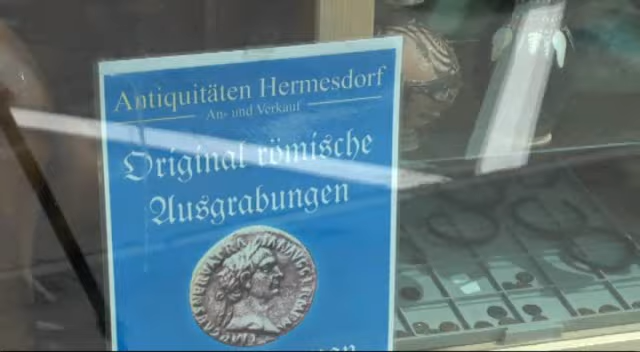 Antiquitäten Hermesdorf
An- und Verkauf
Original römische
Ausgrabungen